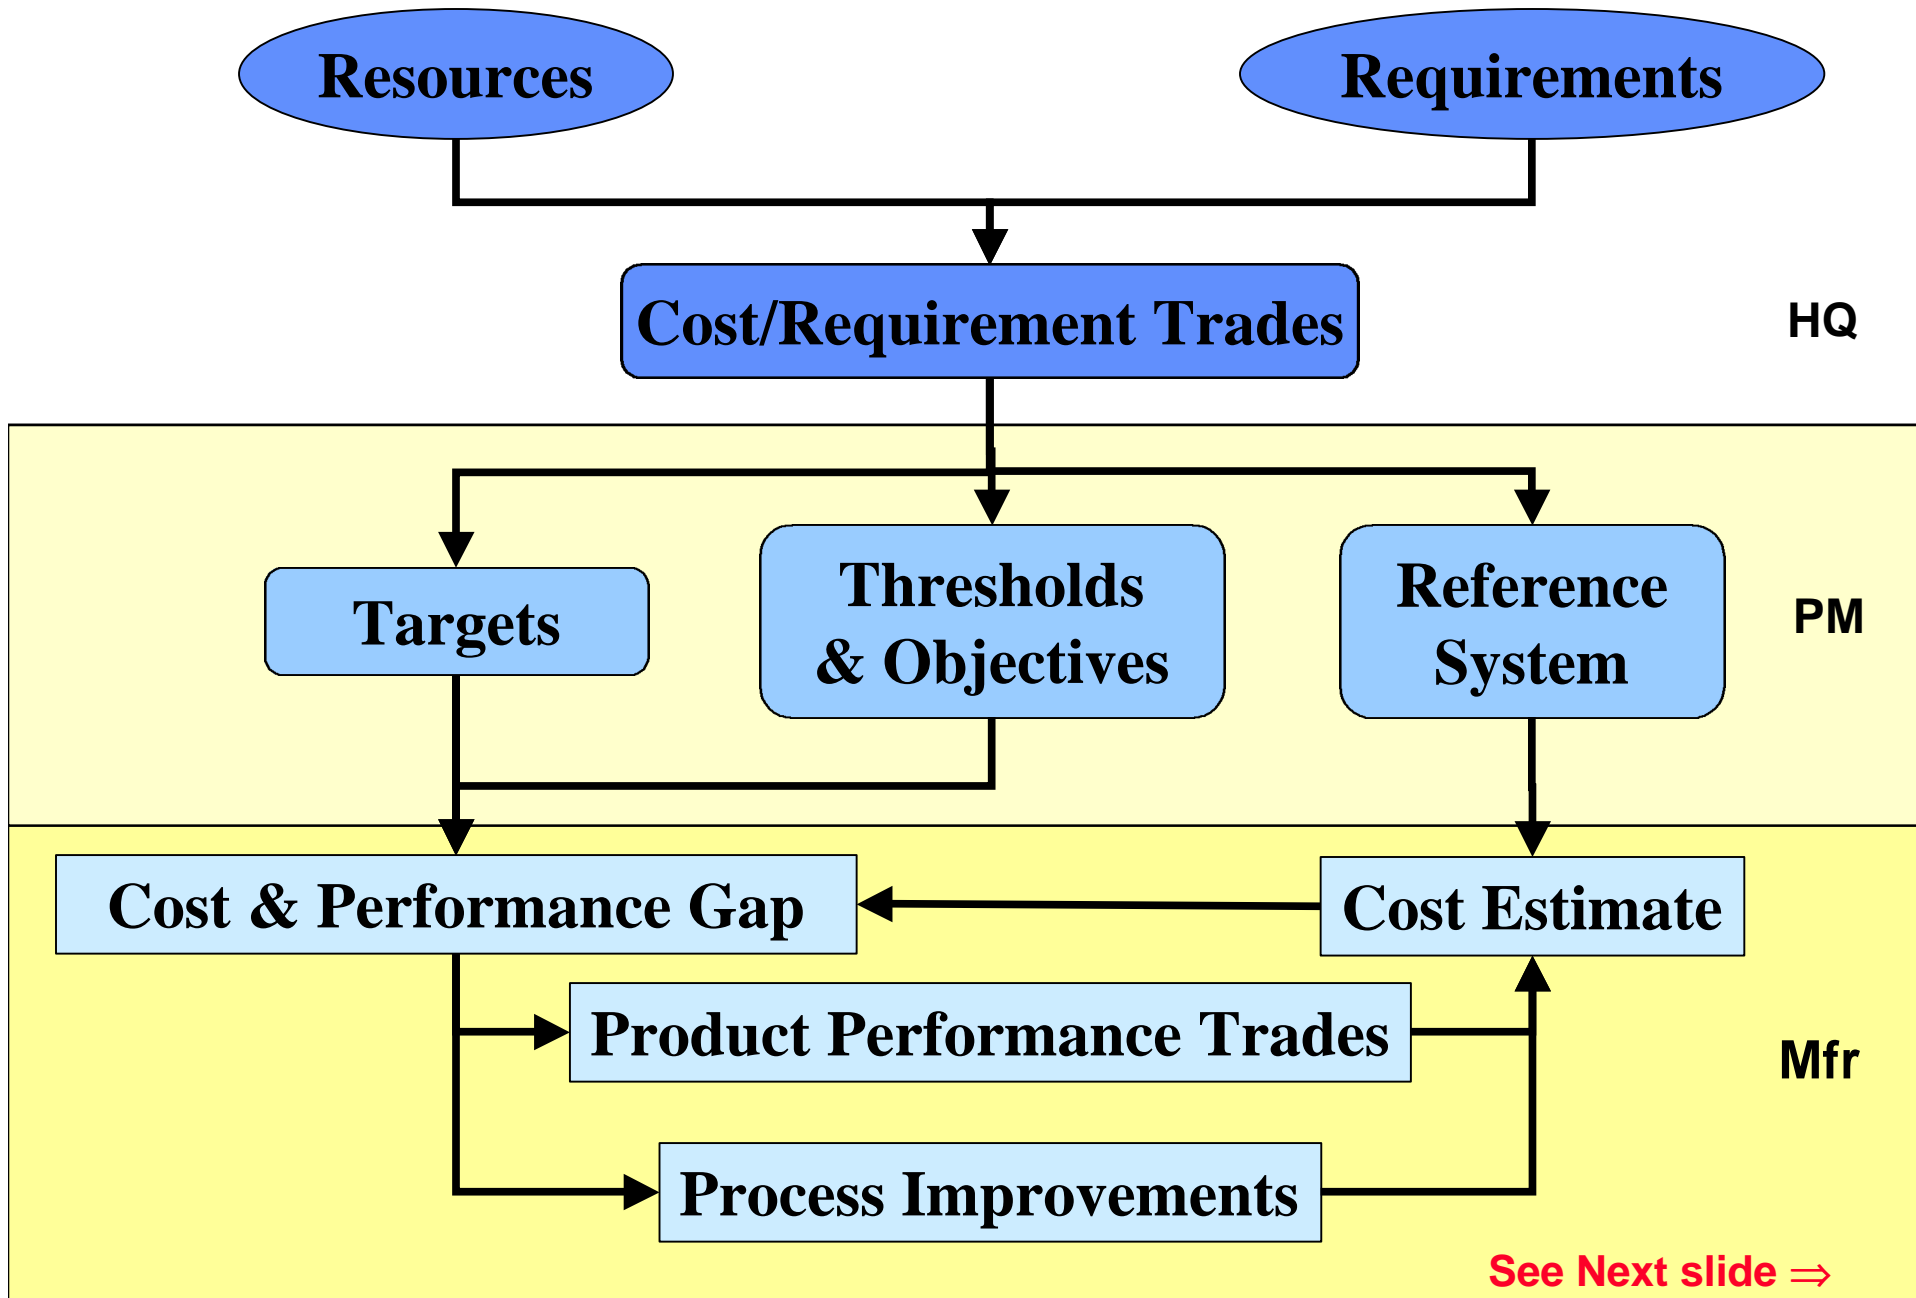 Resources
Requirements
Cost/Requirement Trades
HQ
Targets
Thresholds
& Objectives
Reference
System
PM
Cost & Performance Gap
Cost Estimate
Product Performance Trades
Mfr
Process Improvements
See Next slide ⇒